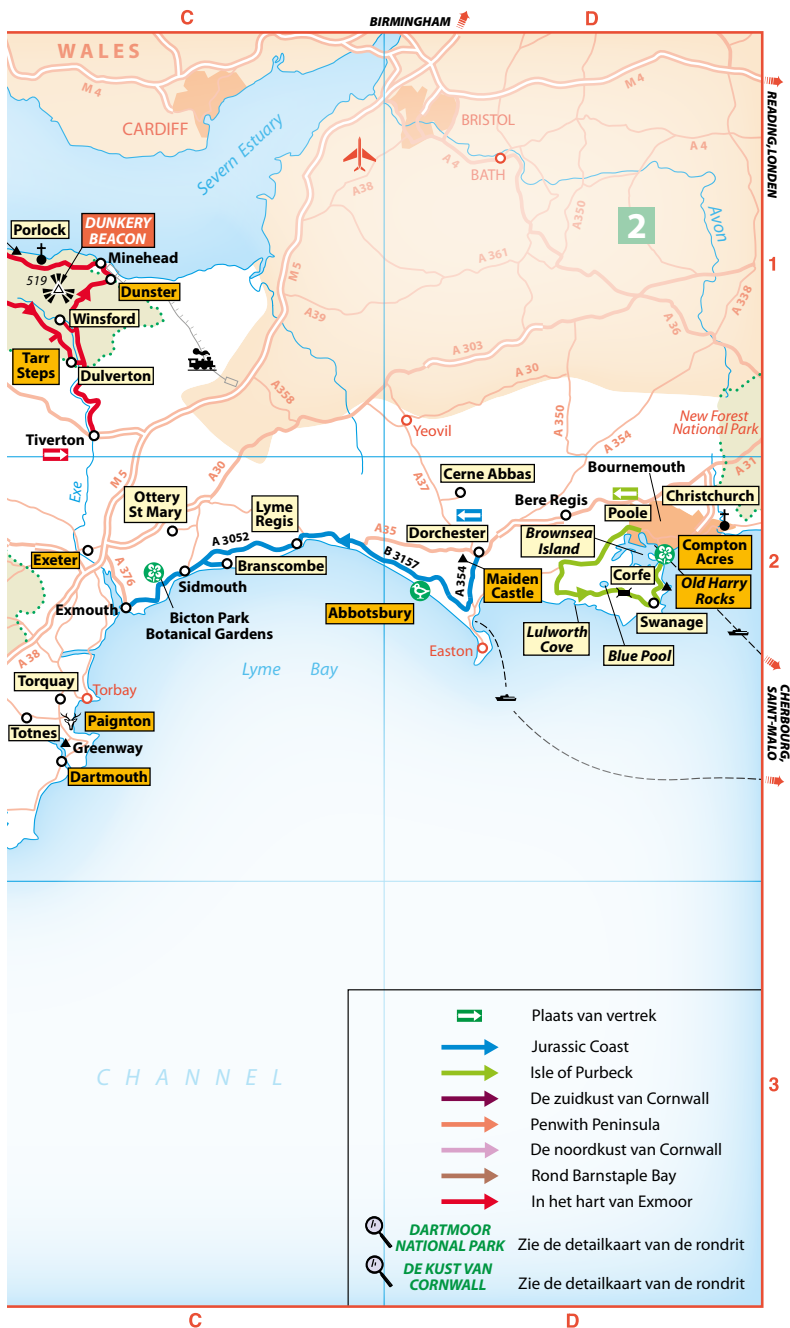 C
BIRMINGHAM
D
WALES
M 4
CARDIFF
Severn Estuary
BRISTOL
M 4
READING, LONDEN
A 4
BATH
A 4
A 38
A 350
2
Avon
Porlock
DUNKERY
BEACON
Minehead
519
Dunster
M 5
A 361
1
A 39
A 338
A 36
Winsford
Tarr
Steps
Dulverton
A 303
A 30
A 358
A 350
New Forest
National Park
Yeovil
A 354
Tiverton
A 31
M 5
A 30
Exe
A 37
Cerne Abbas
Bournemouth
Ottery
St Mary
Lyme
Regis
Bere Regis
Christchurch
Poole
A 35
Dorchester
Brownsea
Island
A 3052
B 3157
Compton
Acres
Exeter
A 376
Branscombe
Sidmouth
A 354
Maiden
Castle
Corfe
2
Old Harry
Rocks
Exmouth
Bicton Park
Botanical Gardens
Abbotsbury
Swanage
Lulworth
Cove
Blue Pool
Easton
A 38
Lyme Bay
Torquay
Torbay
CHERBOURG,
SAINT-MALO
Paignton
Totnes
Greenway
Dartmouth
CHANNEL
3
Plaats van vertrek
Jurassic Coast
Isle of Purbeck
De zuidkust van Cornwall
Penwith Peninsula
De noordkust van Cornwall
Rond Barnstaple Bay
In het hart van Exmoor
DARTMOOR
NATIONAL PARK Zie de detailkaart van de rondrit
DE KUST VAN
CORNWALL Zie de detailkaart van de rondrit
C
D